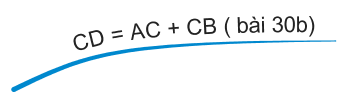 CD = AC + CB ( bài 30b)